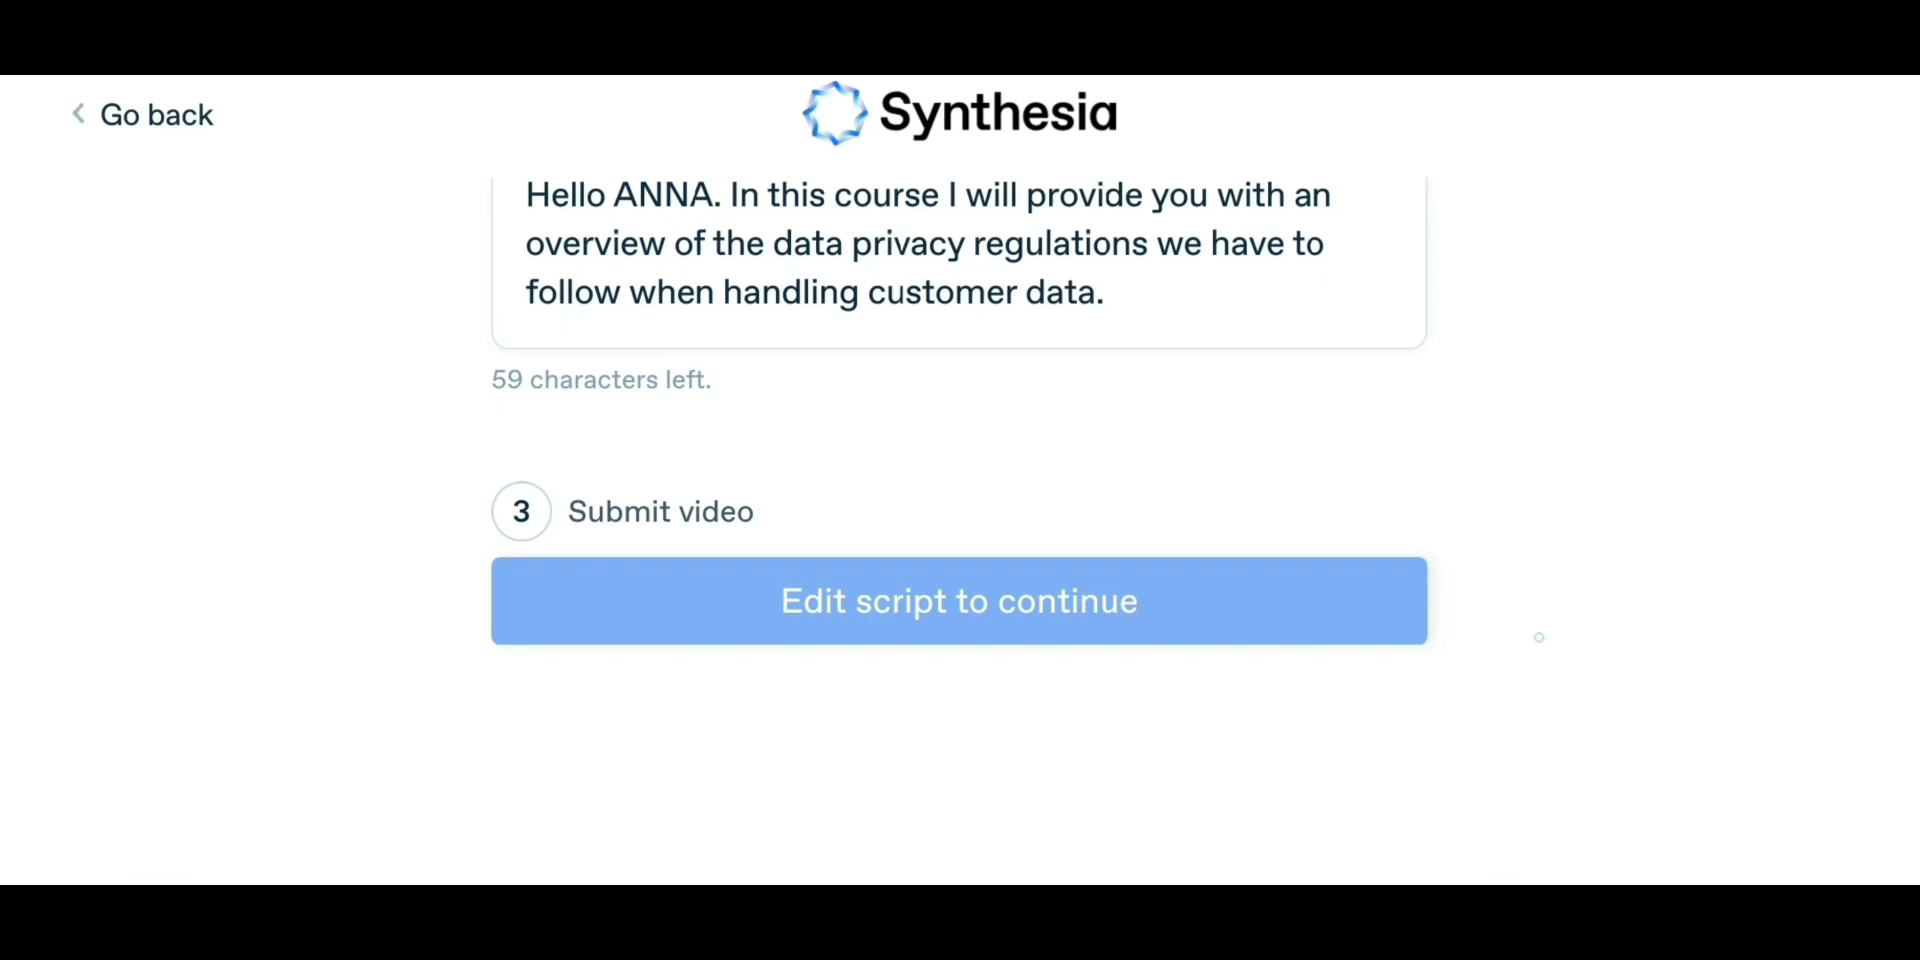 Go back
Synthesia
Hello ANNA. In this course I will provide you with an
overview of the data privacy regulations we have to
follow when handling customer data.
59 characters left.
3 Submit video
Edit script to continue